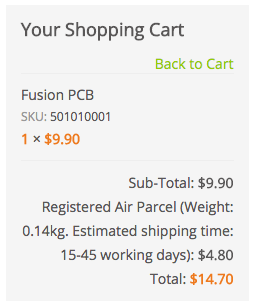 Your Shopping Cart
Back to Cart
Fusion PCB
SKU: 501010001
1 × $9.90
Sub-Total: $9.90
Registered Air Parcel (Weight:
0.14kg. Estimated shipping time:
15-45 working days): $4.80
Total: $14.70